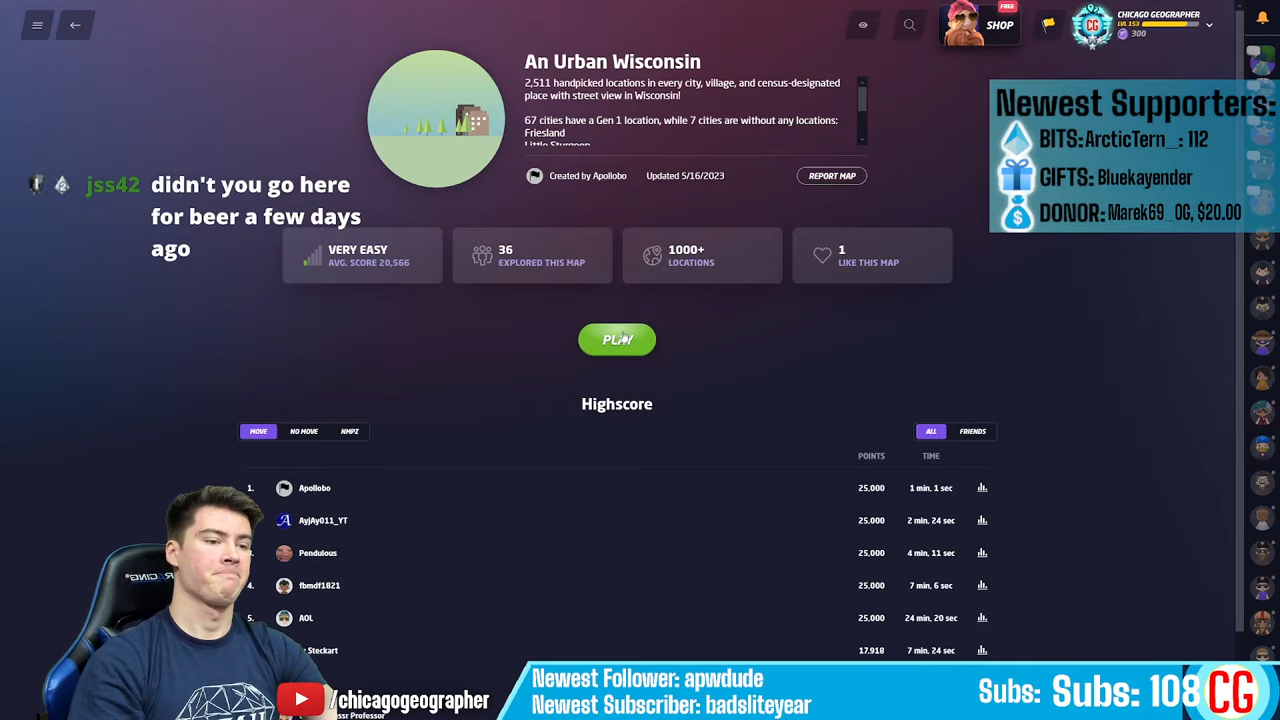 An Urban Wisconsin
2,511 handpicked locations in every city, village, and census-designated
place with street view in Wisconsin!
67 cities have a Gen 1 location, while 7 cities are without any locations:
Friesland
Little Sturgeon
Created by Apollobo
Updated 5/16/2023
REPORT MAP
FREE
SHOP
CG
CHICAGO GEOGRAPHER
LVL 153
300
Newest Supporters:
BITS: ArcticTern_: 112
GIFTS: Bluekayender
DONOR: Marek69_OG, $20.00
jss42 didn't you go here
for beer a few days
ago
VERY EASY
AVG. SCORE 20,566
36
EXPLORED THIS MAP
1000+
LOCATIONS
1
LIKE THIS MAP
PLAY
Highscore
MOVE
NO MOVE
NMPZ
ALL
FRIENDS
POINTS
TIME
1.
Apollobo
25,000
1 min, 1 sec
AyjAy011_YT
25,000
2 min, 24 sec
Pendulous
25,000
4 min, 11 sec
4.
fbmdf1821
25,000
7 min, 6 sec
5.
AOL
25,000
24 min, 20 sec
Steckart
17,918
7 min, 24 sec
/chicagogeographer
Newest Follower: apwdude
Newest Subscriber: badsliteyear
Subs: Subs: 108
CG